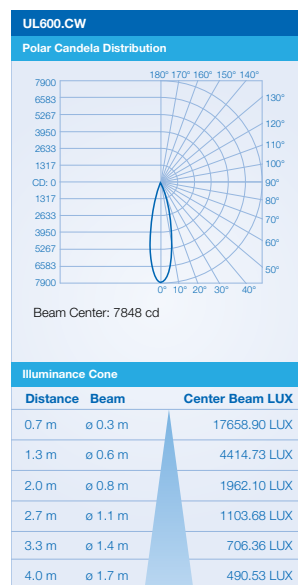 UL600.CW
Polar Candela Distribution
180° 170° 160° 150° 140°
7900
6583 130°
5267 120°
3950
2633 110°
1317 100°
CD: 0 90°
1317 80°
2633 70°
3950
5267 60°
6583 50°
7900
0° 10° 20° 30° 40°
Beam Center: 7848 cd
Illuminance Cone
Distance Beam Center Beam LUX
0.7 m ø 0.3 m 17658.90 LUX
1.3 m ø 0.6 m 4414.73 LUX
2.0 m ø 0.8 m 1962.10 LUX
2.7 m ø 1.1 m 1103.68 LUX
3.3 m ø 1.4 m 706.36 LUX
4.0 m ø 1.7 m 490.53 LUX